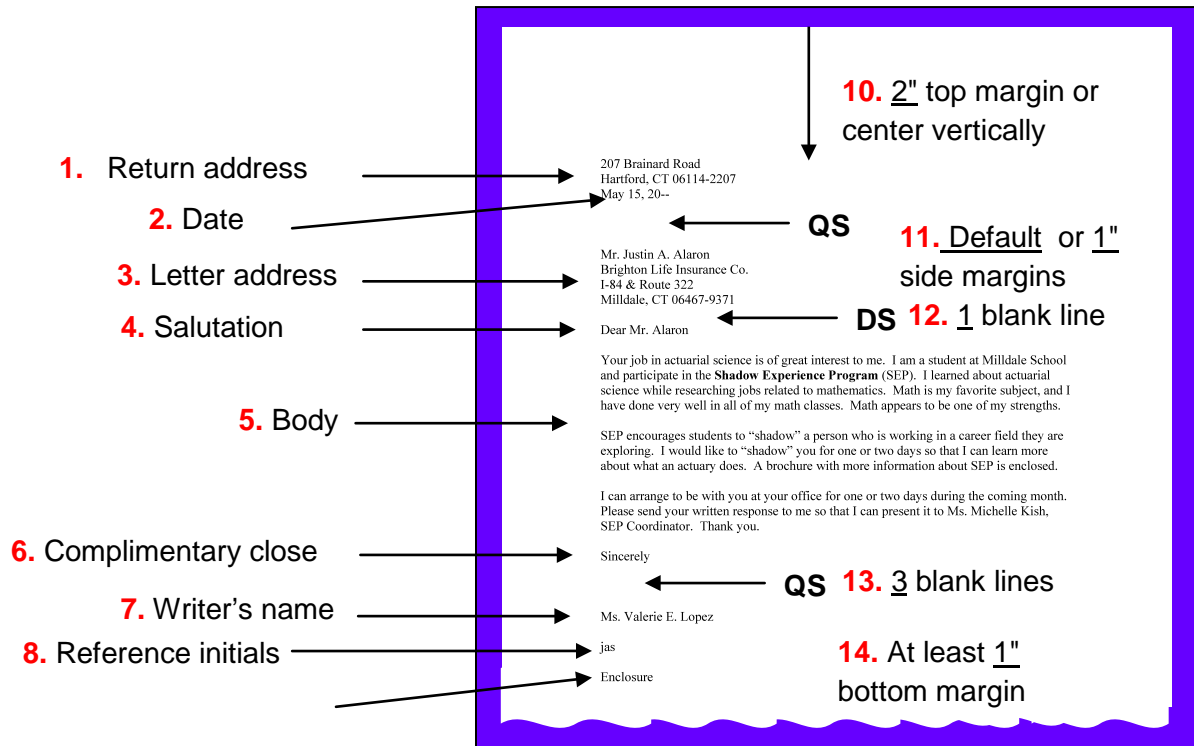 10. 2" top margin or
center vertically
1. Return address
2. Date
3. Letter address
4. Salutation
5. Body
6. Complimentary close
7. Writer’s name
8. Reference initials
207 Brainard Road
Hartford, CT 06114-2207
May 15, 20--
QS
11. Default or 1"
side margins
Mr. Justin A. Alaron
Brighton Life Insurance Co.
I-84 & Route 322
Milldale, CT 06467-9371
DS 12. 1 blank line
Dear Mr. Alaron
Your job in actuarial science is of great interest to me. I am a student at Milldale School
and participate in the Shadow Experience Program (SEP). I learned about actuarial
science while researching jobs related to mathematics. Math is my favorite subject, and I
have done very well in all of my math classes. Math appears to be one of my strengths.
SEP encourages students to “shadow” a person who is working in a career field they are
exploring. I would like to “shadow” you for one or two days so that I can learn more
about what an actuary does. A brochure with more information about SEP is enclosed.
I can arrange to be with you at your office for one or two days during the coming month.
Please send your written response to me so that I can present it to Ms. Michelle Kish,
SEP Coordinator. Thank you.
Sincerely
QS 13. 3 blank lines
Ms. Valerie E. Lopez
jas
Enclosure
14. At least 1"
bottom margin